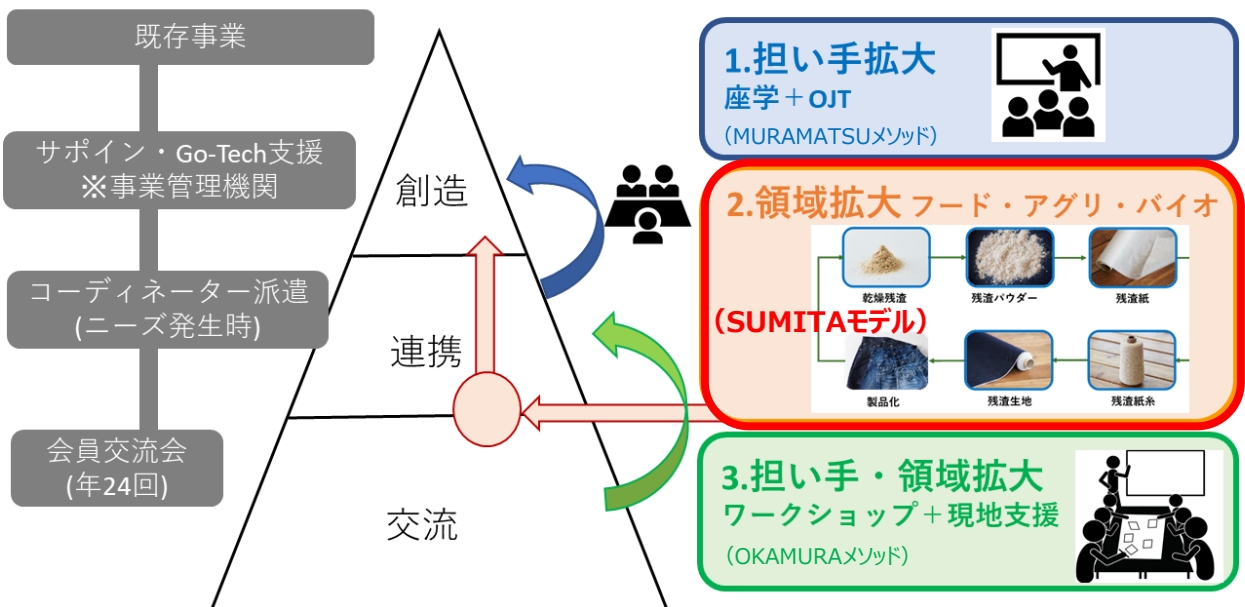 既存事業
サポイン・Go-Tech支援
※事業管理機関
コーディネーター派遣
(ニーズ発生時)
会員交流会
(年24回)
創造
連携
交流
1.担い手拡大
座学＋OJT
（MURAMATSUメソッド）
2.領域拡大 フード・アグリ・バイオ
乾燥残渣
残渣パウダー
残渣紙
（SUMITAモデル）
製品化
残渣生地
残渣紙糸
3.担い手・領域拡大
ワークショップ＋現地支援
（OKAMURAメソッド）